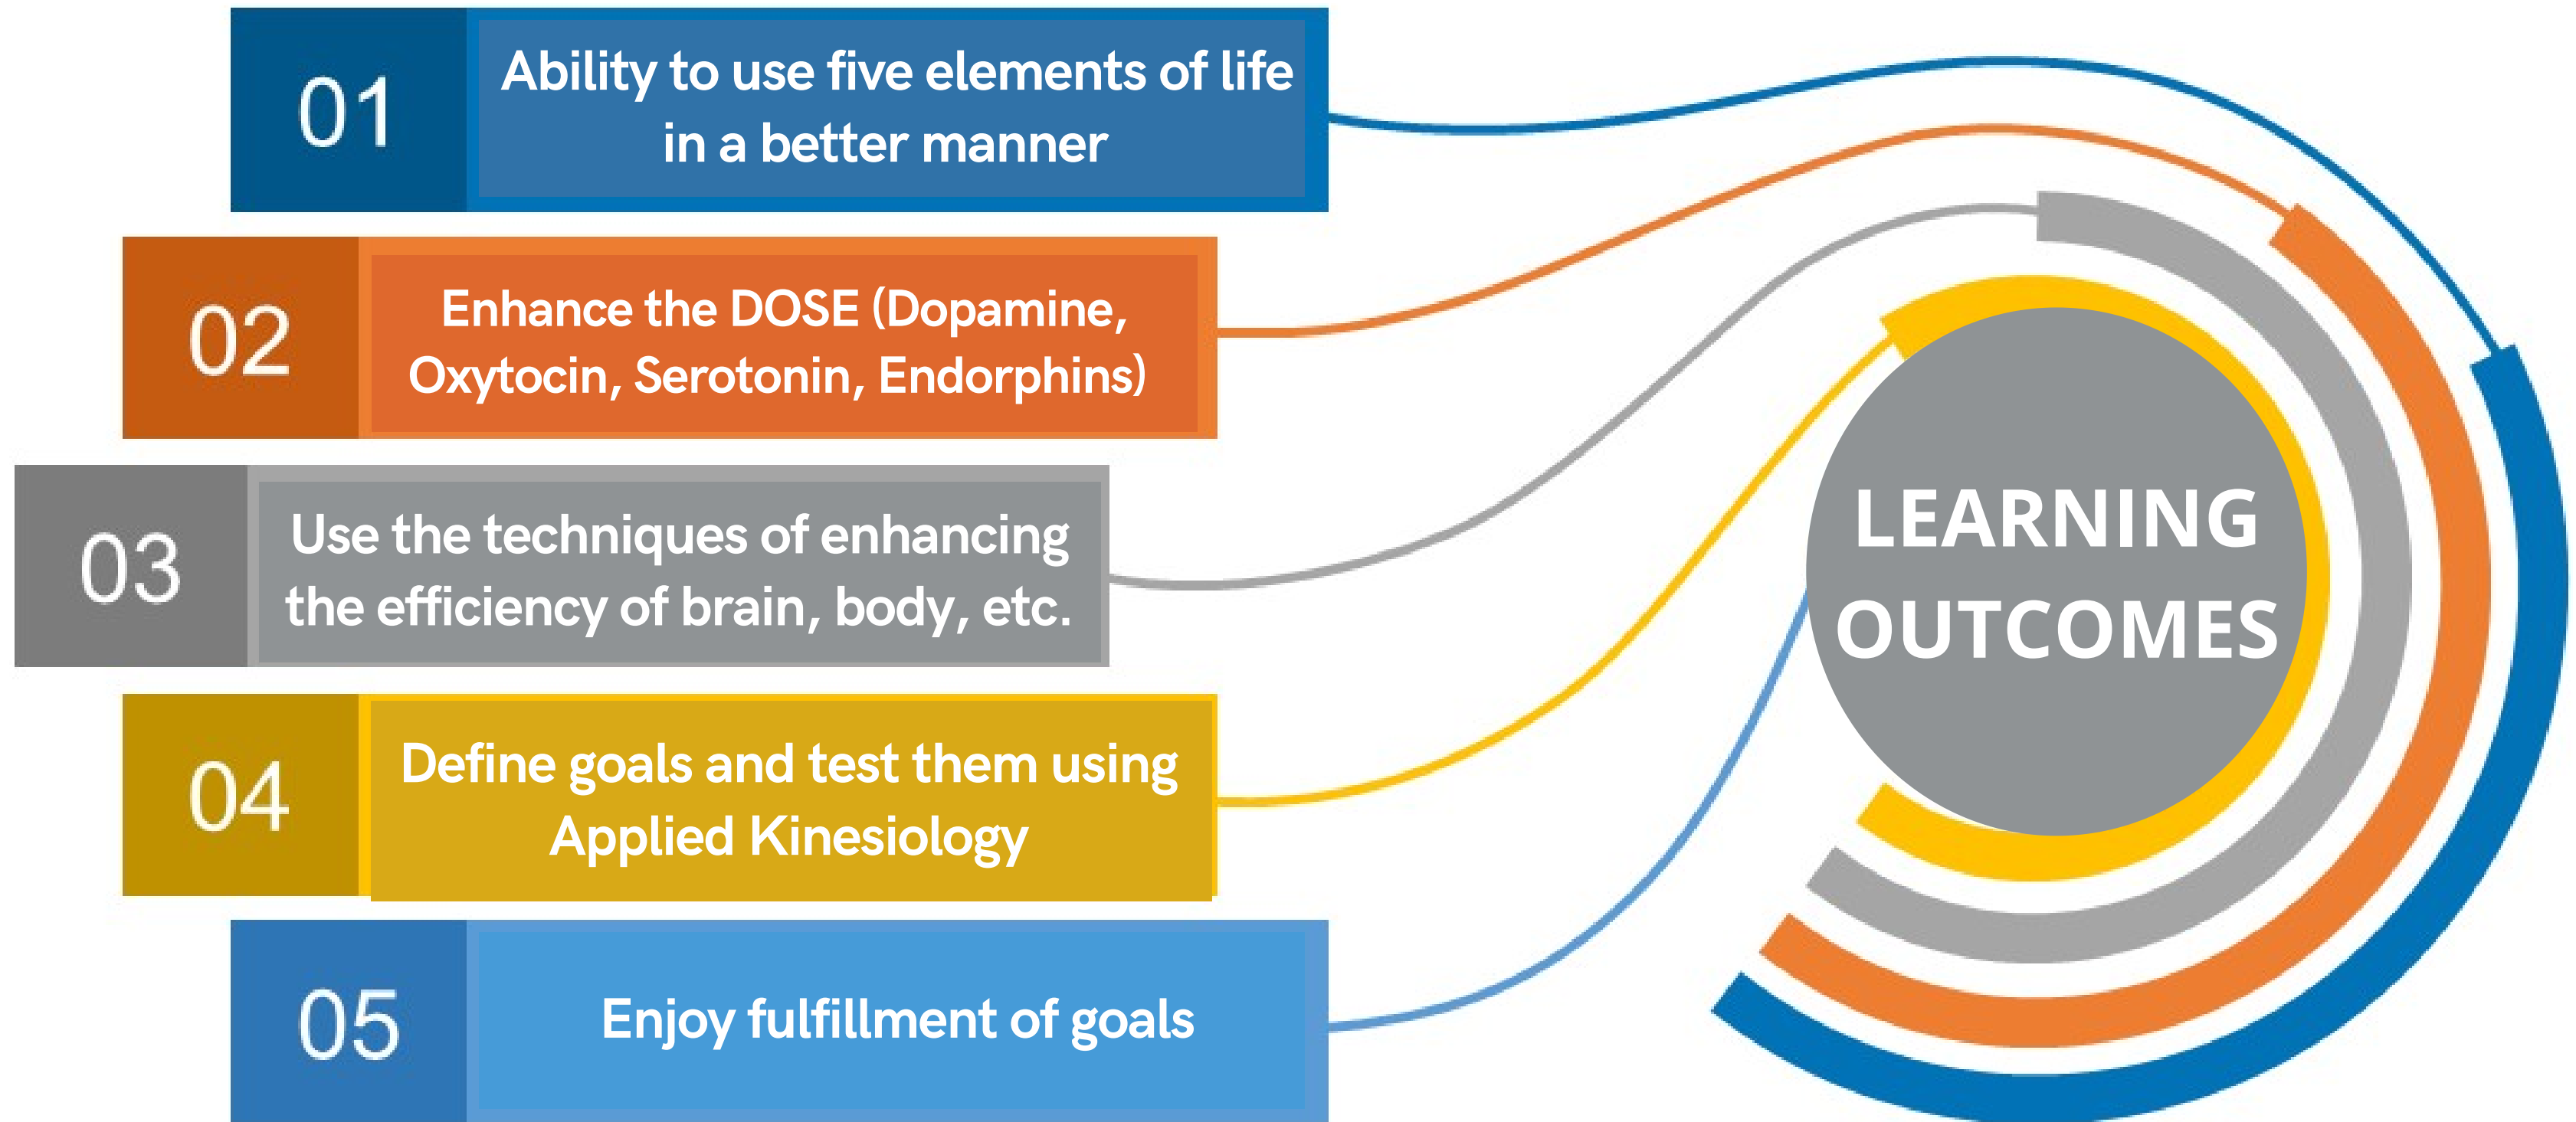 01
Ability to use five elements of life
in a better manner
02
Enhance the DOSE (Dopamine,
Oxytocin, Serotonin, Endorphins)
03
Use the techniques of enhancing
the efficiency of brain, body, etc.
04
Define goals and test them using
Applied Kinesiology
05
Enjoy fulfillment of goals
LEARNING
OUTCOMES